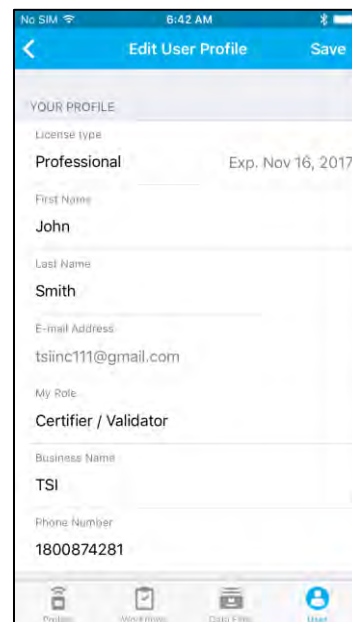 No SIM 6:42 AM
Edit User Profile Save
YOUR PROFILE
License type
Professional Exp. Nov 16, 2017
First Name
John
Last Name
Smith
E-mail Address
tsiinc111@gmail.com
My Role
Certifier / Validator
Business Name
TSI
Phone Number
1800874281
Probes Workflows Data Files User